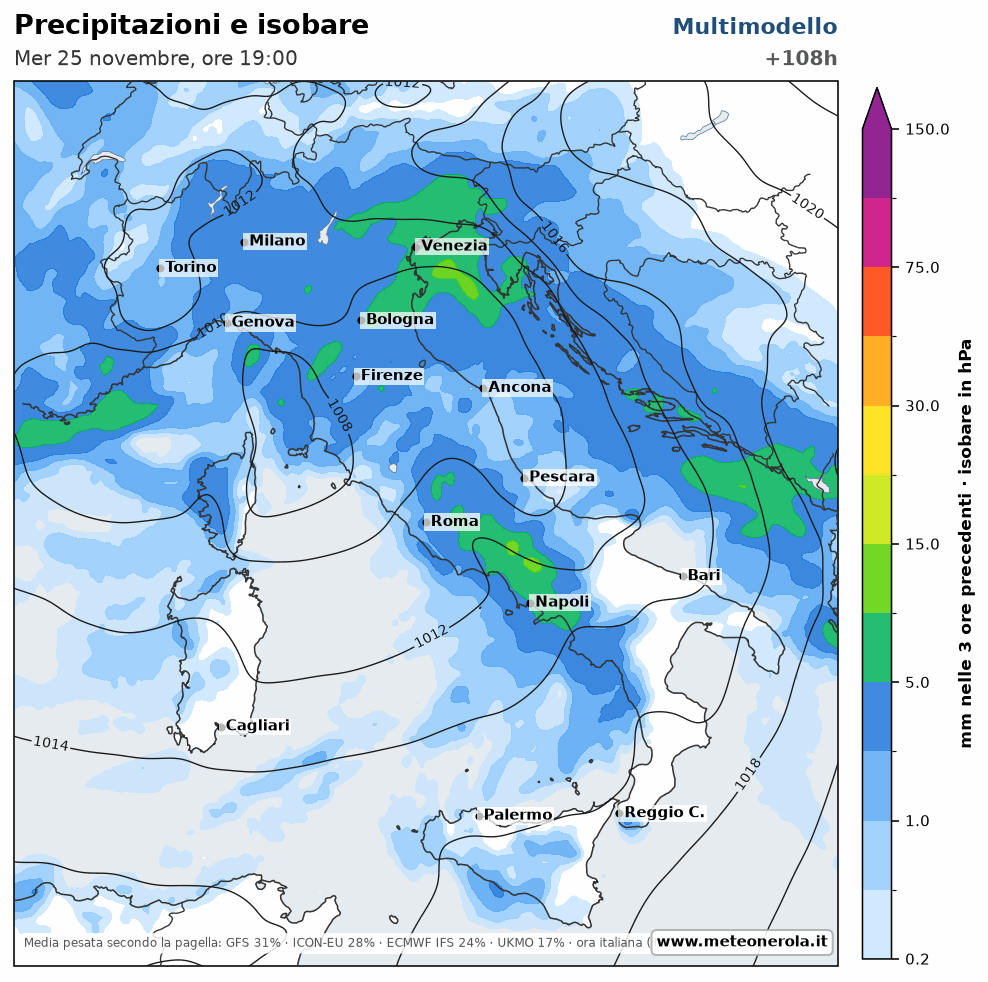 Precipitazioni e isobare
Multimodello
Mer 25 novembre, ore 19:00
+108h
1012
1012
1020
1016
Milano
Venezia
Torino
Genova
Bologna
Firenze
Ancona
1008
Pescara
Roma
Bari
Napoli
1012
Cagliari
1014
1018
Palermo
Reggio C.
150.0
75.0
30.0
15.0
5.0
1.0
0.2
mm nelle 3 ore precedenti · isobare in hPa
Media pesata secondo la pagella: GFS 31% · ICON-EU 28% · ECMWF IFS 24% · UKMO 17% · ora italiana (
www.meteonerola.it